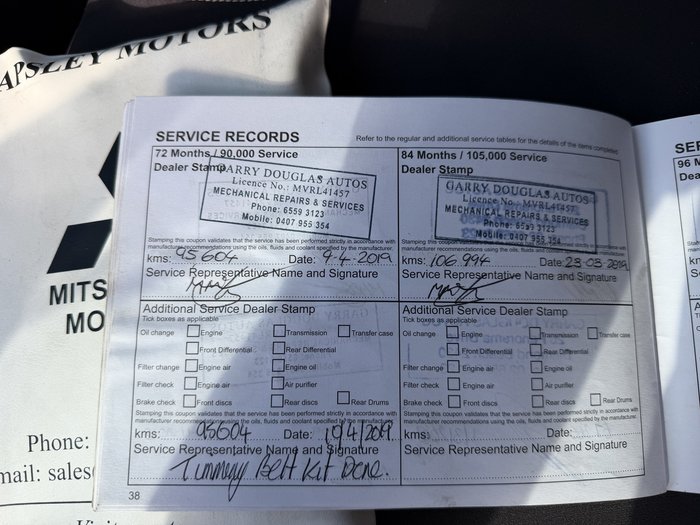 APSLEY MOTORS
MITS
MO
Phone:
mail: sales
SERVICE RECORDS
Refer to the regular and additional service tables for the details of the items completed.
72 Months / 90,000 Service
Dealer Stamp
GARRY DOUGLAS AUTOS
Licence No.: MVRL41457
MECHANICAL REPAIRS & SERVICES
Phone: 6559 3123
Mobile: 0407 955 354
Stamping this coupon validates that the service has been performed strictly in accordance with
manufacturer recommendations using the oils, fluids and coolant specified by the manufacturer.
kms: 95604 Date: 9-4-2019
Service Representative Name and Signature
Additional Service Dealer Stamp
Tick boxes as applicable
Oil change Engine Transmission Transfer case
Front Differential Rear Differential
Filter change Engine air Engine oil
Filter check Engine air Air purifier
Brake check Front discs Rear discs Rear Drums
Stamping this coupon validates that the service has been performed strictly in accordance with
manufacturer recommendations using the oils, fluids and coolant specified by the manufacturer.
kms: 95604 Date: 19/4/2019.
Service Representative Name and Signature
Timming Belt Kit Done.
38
84 Months / 105,000 Service
Dealer Stamp
GARRY DOUGLAS AUTOS
Licence No.: MVRL41457
MECHANICAL REPAIRS & SERVICES
Phone: 6559 3123
Mobile: 0407 955 354
Stamping this coupon validates that the service has been performed strictly in accordance with
manufacturer recommendations using the oils, fluids and coolant specified by the manufacturer.
kms: 106.994 Date: 23-03-2019
Service Representative Name and Signature
Additional Service Dealer Stamp
Tick boxes as applicable
Oil change Engine Transmission Transfer case
Front Differential Rear Differential
Filter change Engine air Engine oil
Filter check Engine air Air purifier
Brake check Front discs Rear discs Rear Drums
Stamping this coupon validates that the service has been performed strictly in accordance with
manufacturer recommendations using the oils, fluids and coolant specified by the manufacturer.
kms: Date:
Service Representative Name and Signature
SER
96 M
Dea